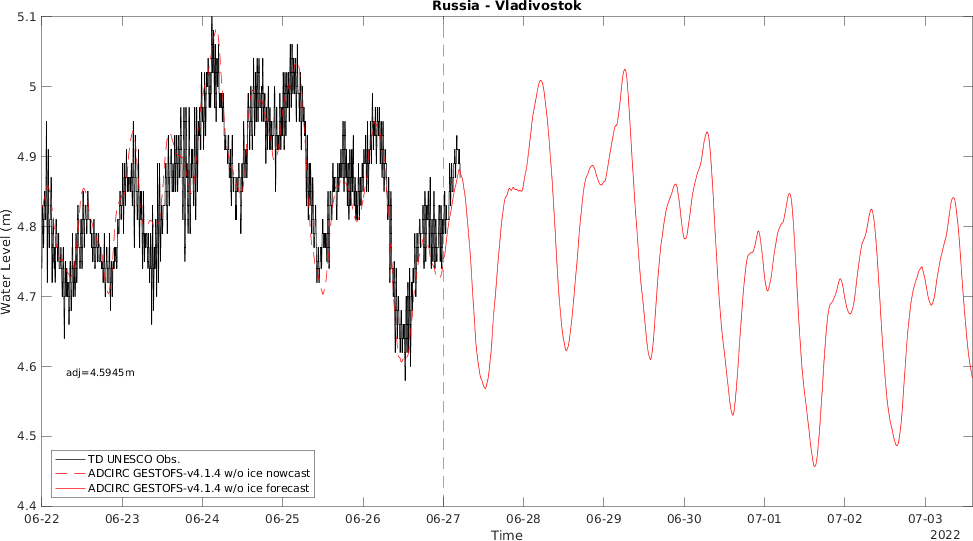 Russia - Vladivostok
5.1
5
4.9
4.8
4.7
4.6
4.5
4.4
Water Level (m)
adj=4.5945m
TD UNESCO Obs.
ADCIRC GESTOFS-v4.1.4 w/o ice nowcast
ADCIRC GESTOFS-v4.1.4 w/o ice forecast
06-22 06-23 06-24 06-25 06-26 06-27 06-28 06-29 06-30 07-01 07-02 07-03
Time
2022